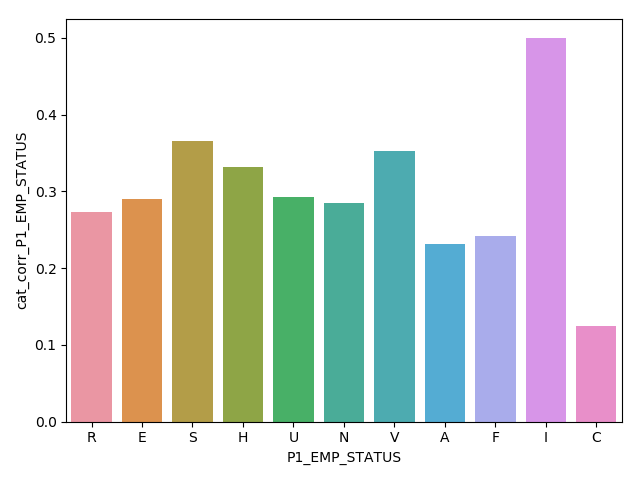 0.5
0.4
0.3
0.2
0.1
0.0
cat_corr_P1_EMP_STATUS
R E S H U N V A F I C
P1_EMP_STATUS